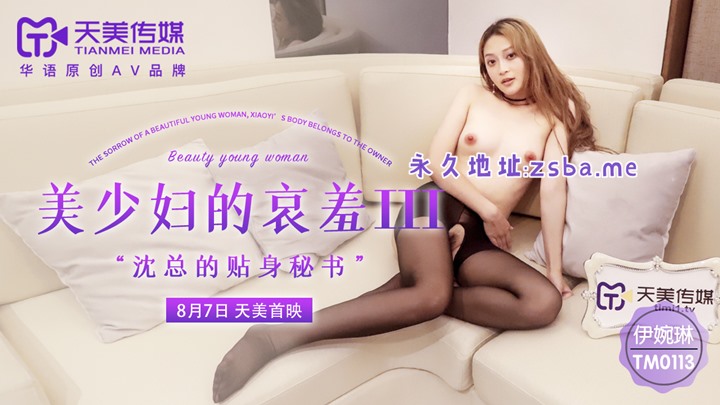 天美传媒
TIANMEI MEDIA
华语原创AV品牌
THE SORROW OF A BEAUTIFUL YOUNG WOMAN, XIAOYI'S BODY BELONGS TO THE OWNER
Beauty young woman
永久地址:zsba.me
美少妇的哀羞III
“沈总的贴身秘书”
8月7日 天美首映
天美传媒
timi1.tv
伊婉琳
TM0113